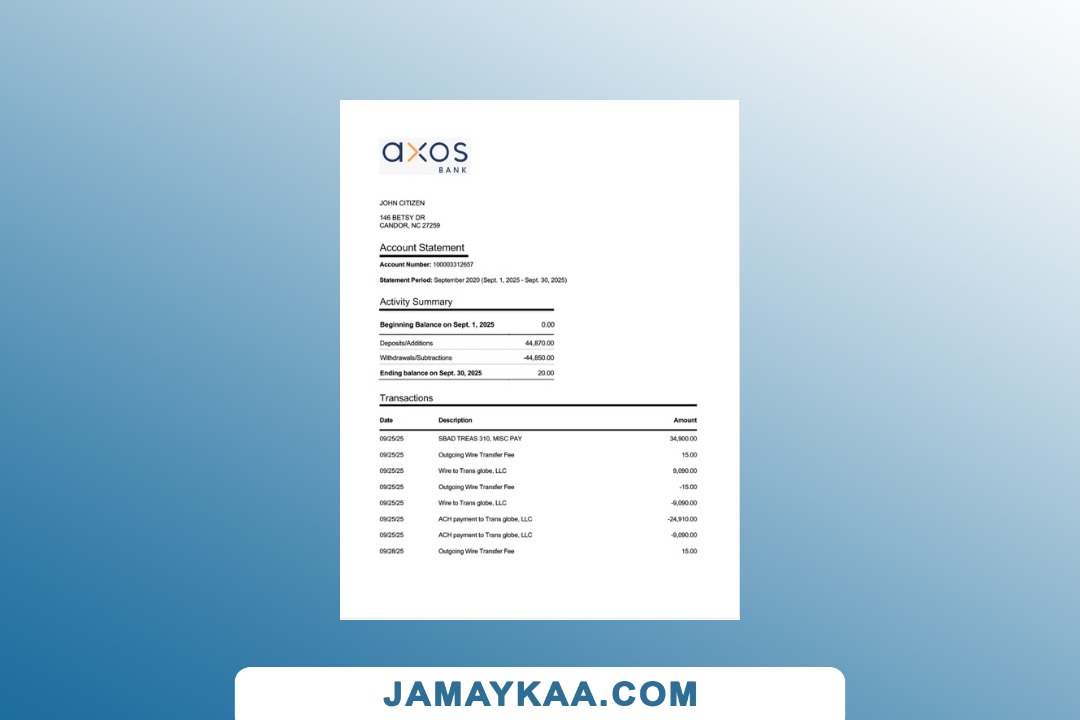 axos
BANK
JOHN CITIZEN
146 BETSY DR
CANDOR, NC 27259
Account Statement
Account Number: 100003312657
Statement Period: September 2020 (Sept. 1, 2025 - Sept. 30, 2025)
Activity Summary
Beginning Balance on Sept. 1, 2025 0.00
Deposits/Additions 44,870.00
Withdrawals/Subtractions -44,850.00
Ending balance on Sept. 30, 2025 20.00
Transactions
Date Description Amount
09/25/25 SBAD TREAS 310, MISC PAY 34,900.00
09/25/25 Outgoing Wire Transfer Fee 15.00
09/25/25 Wire to Trans globe, LLC 9,090.00
09/25/25 Outgoing Wire Transfer Fee -15.00
09/25/25 Wire to Trans globe, LLC -9,090.00
09/25/25 ACH payment to Trans globe, LLC -24,910.00
09/25/25 ACH payment to Trans globe, LLC -9,090.00
09/28/25 Outgoing Wire Transfer Fee 15.00
JAMAYKAA.COM